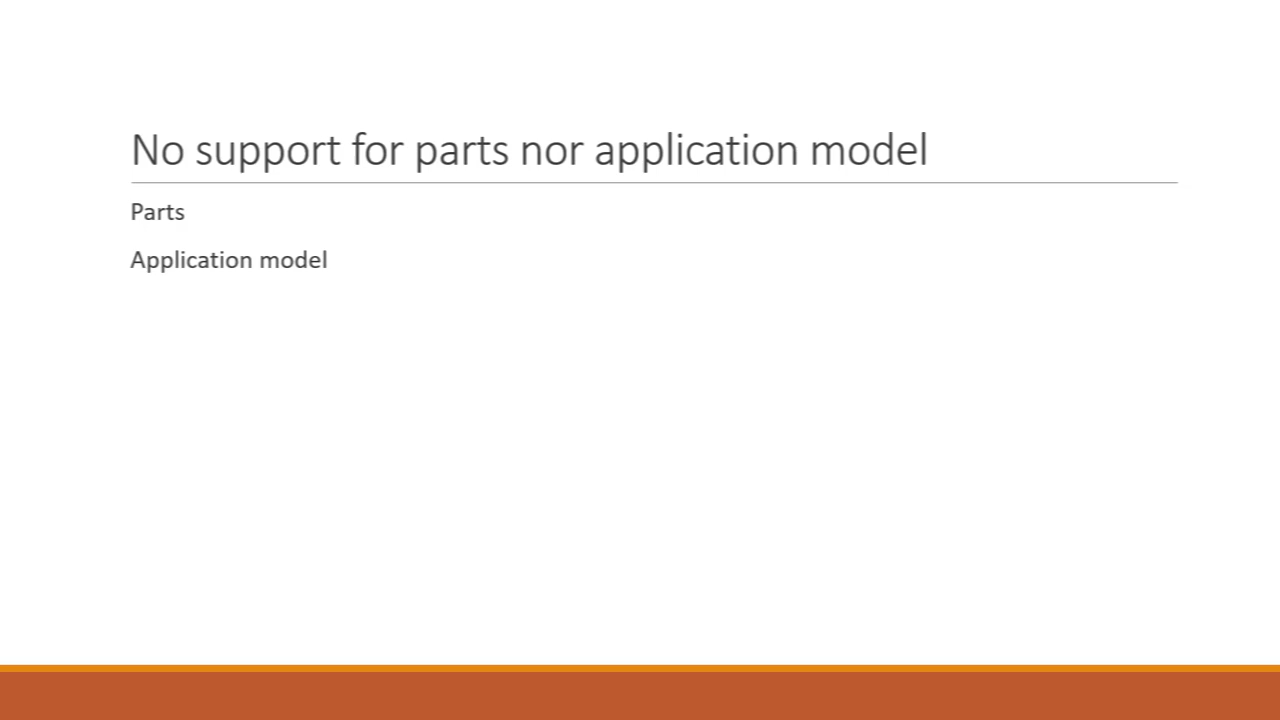 No support for parts nor application model
Parts
Application model